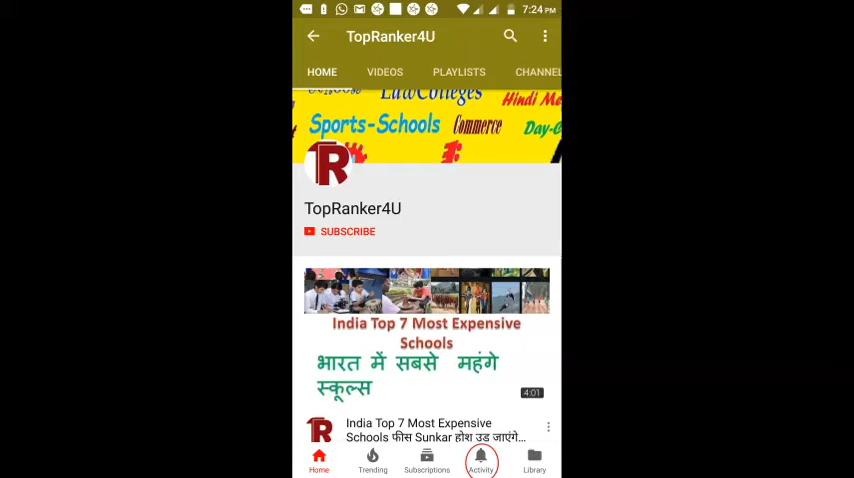 7:24 PM
TopRanker4U
HOME VIDEOS PLAYLISTS CHANNEL
LawColleges
Hindi Me
Sports-Schools Commerce Day-C
TopRanker4U
SUBSCRIBE
India Top 7 Most Expensive
Schools
भारत में सबसे महंगे
स्कूल्स
4:01
India Top 7 Most Expensive
Schools फीस Sunkar होश उड़ जाएंगे...
Home Trending Subscriptions Activity Library